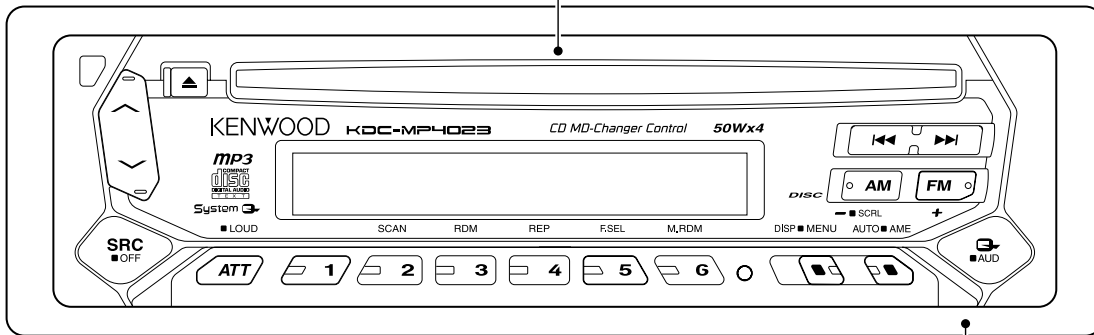 KENWOOD KDC-MP4023 CD MD-Changer Control 50Wx4
MP3
COMPACT
disc
DIGITAL AUDIO
TEXT
System Q
DISC AM FM
SCRL
LOUD SCAN RDM REP F.SEL M.RDM DISP MENU AUTO AME
SRC
OFF
AUD
ATT 1 2 3 4 5 6